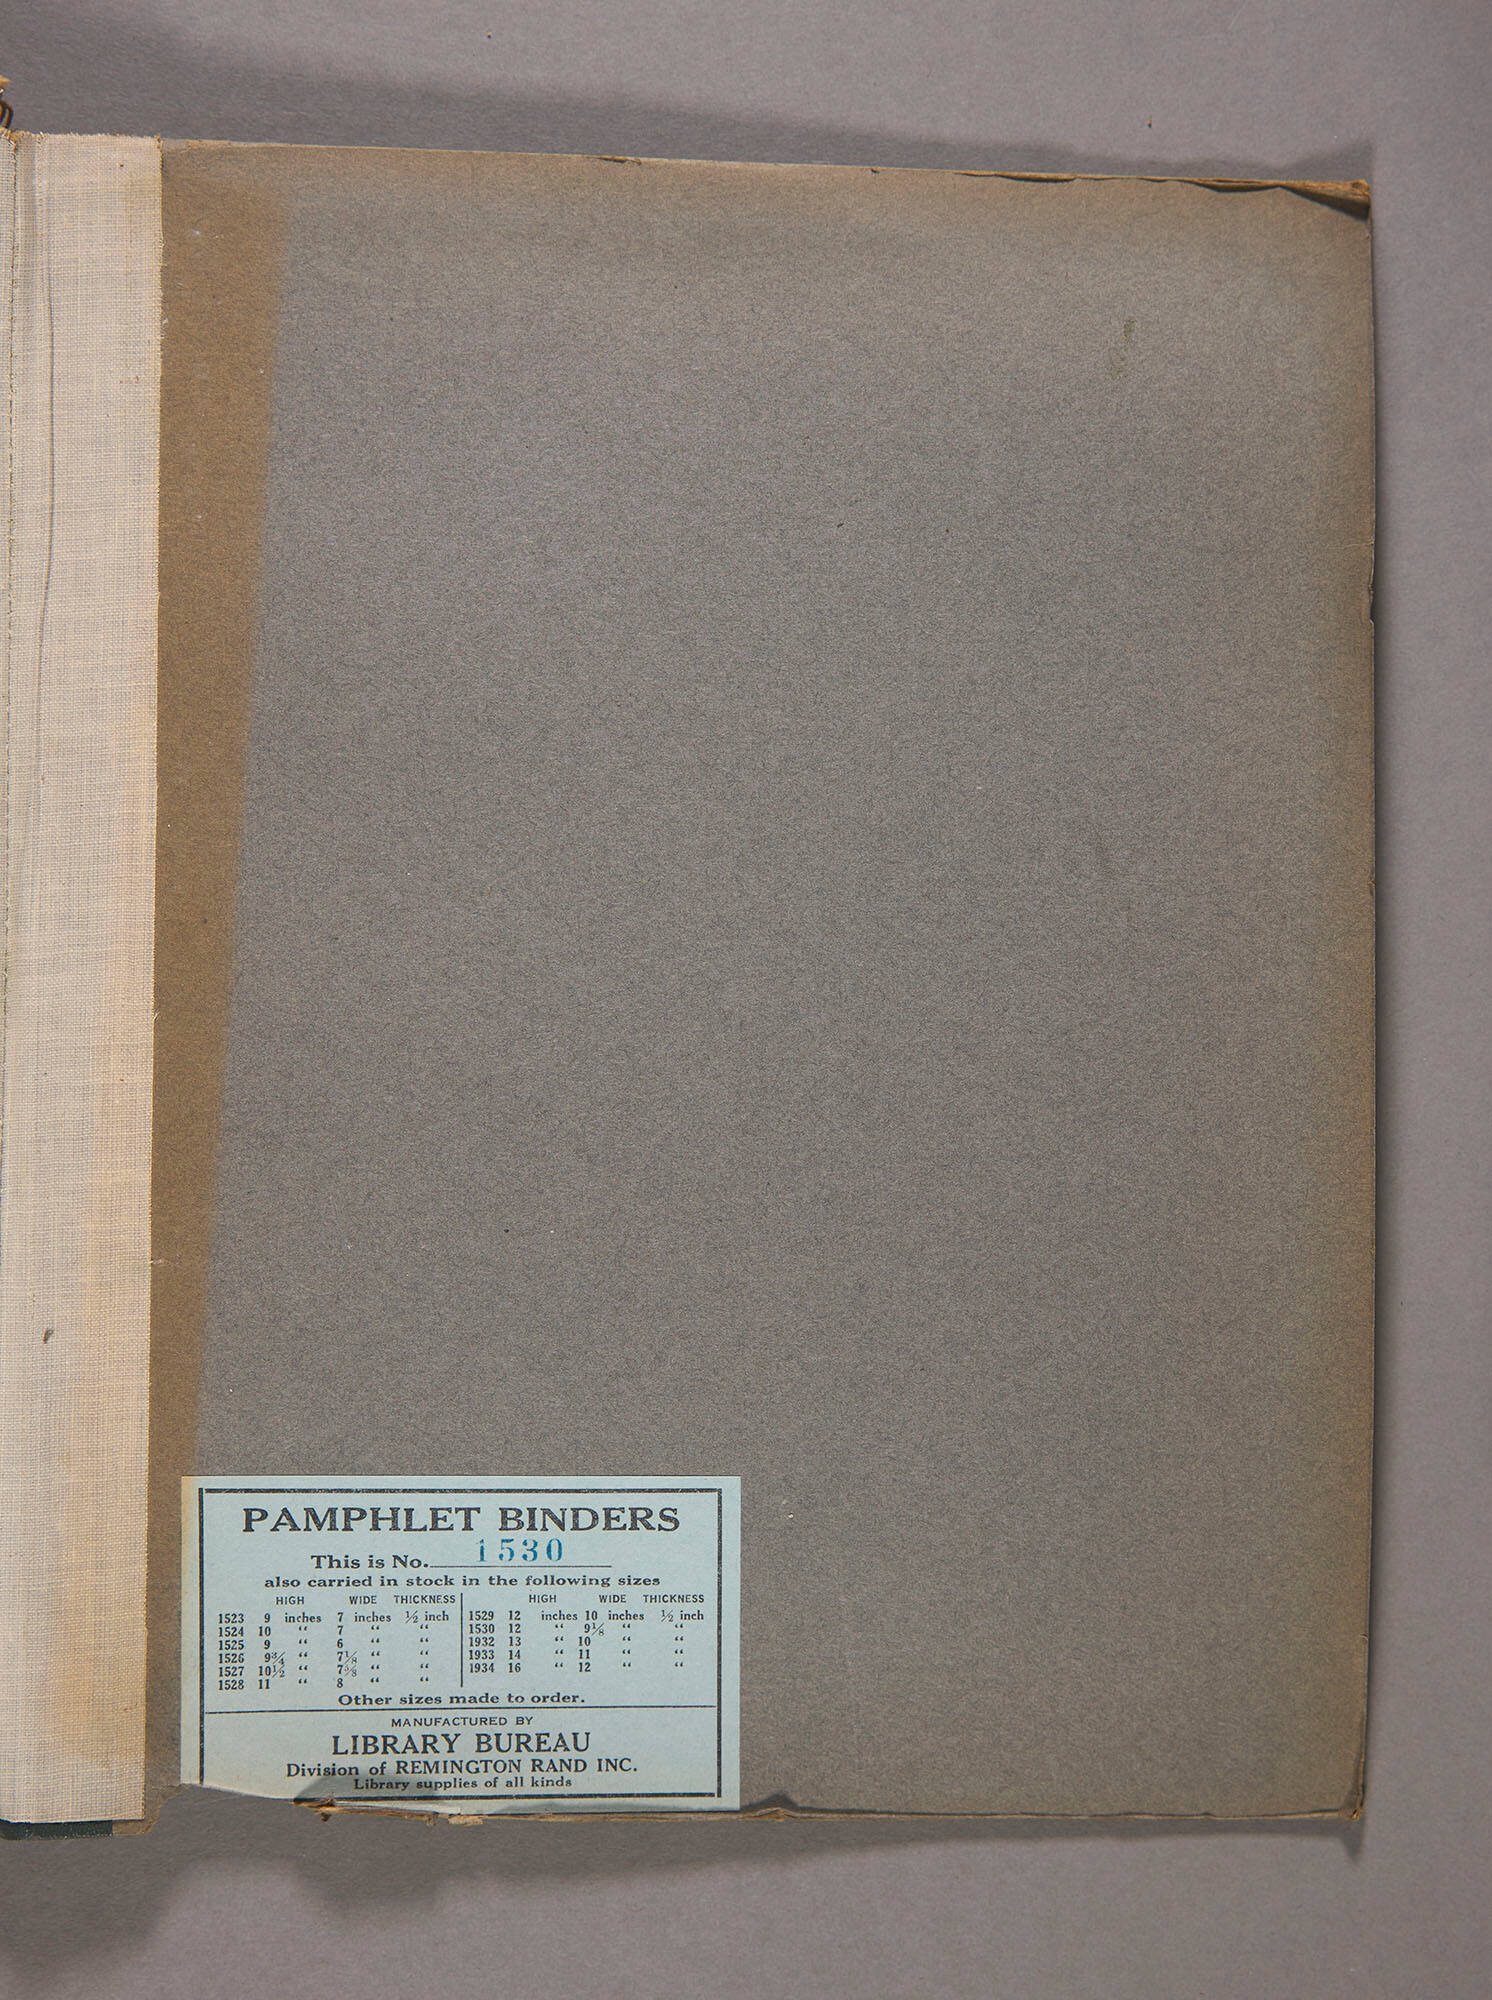 PAMPHLET BINDERS
This is No. 1530
also carried in stock in the following sizes
HIGH WIDE THICKNESS HIGH WIDE THICKNESS
1523 9 inches 7 inches ½ inch 1529 12 inches 10 inches ½ inch
1524 10 " 7 " " 1530 12 " 9⅛ " "
1525 9 " 6 " " 1932 13 " 10 " "
1526 9¾ " 7⅛ " " 1933 14 " 11 " "
1527 10½ " 7⅝ " " 1934 16 " 12 " "
1528 11 " 8 " "
Other sizes made to order.
MANUFACTURED BY
LIBRARY BUREAU
Division of REMINGTON RAND INC.
Library supplies of all kinds